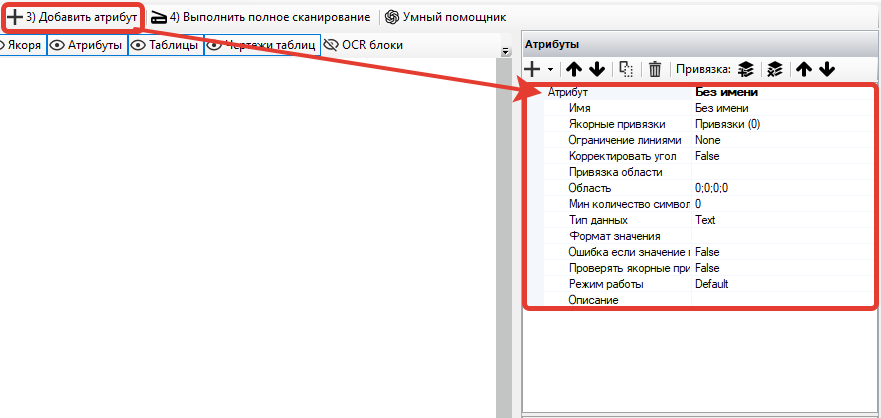 3) Добавить атрибут 4) Выполнить полное сканирование Умный помощник
Якоря Атрибуты Таблицы Чертежи таблиц OCR блоки
Атрибуты
Привязка:
Атрибут Без имени
Имя Без имени
Якорные привязки Привязки (0)
Ограничение линиями None
Корректировать угол False
Привязка области
Область 0;0;0;0
Мин количество символ 0
Тип данных Text
Формат значения
Ошибка если значение False
Проверять якорные при False
Режим работы Default
Описание